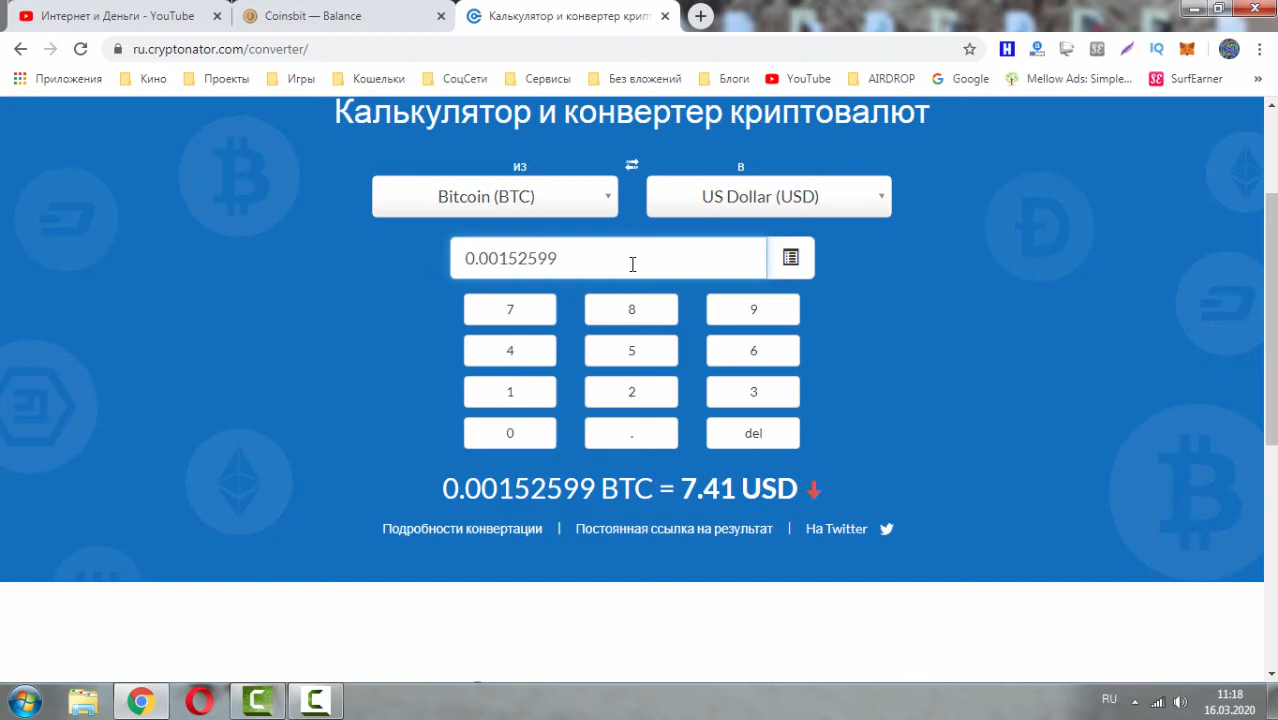 Интернет и Деньги - YouTube
Coinsbit — Balance
Калькулятор и конвертер крипт
ru.cryptonator.com/converter/
Приложения
Кино
Проекты
Игры
Кошельки
СоцСети
Сервисы
Без вложений
Блоги
YouTube
AIRDROP
Google
Mellow Ads: Simple...
SurfEarner
»
Калькулятор и конвертер криптовалют
из
в
Bitcoin (BTC)
US Dollar (USD)
0.00152599
7 8 9
4 5 6
1 2 3
0 . del
0.00152599 BTC = 7.41 USD
Подробности конвертации | Постоянная ссылка на результат | На Twitter
RU
11:18
16.03.2020